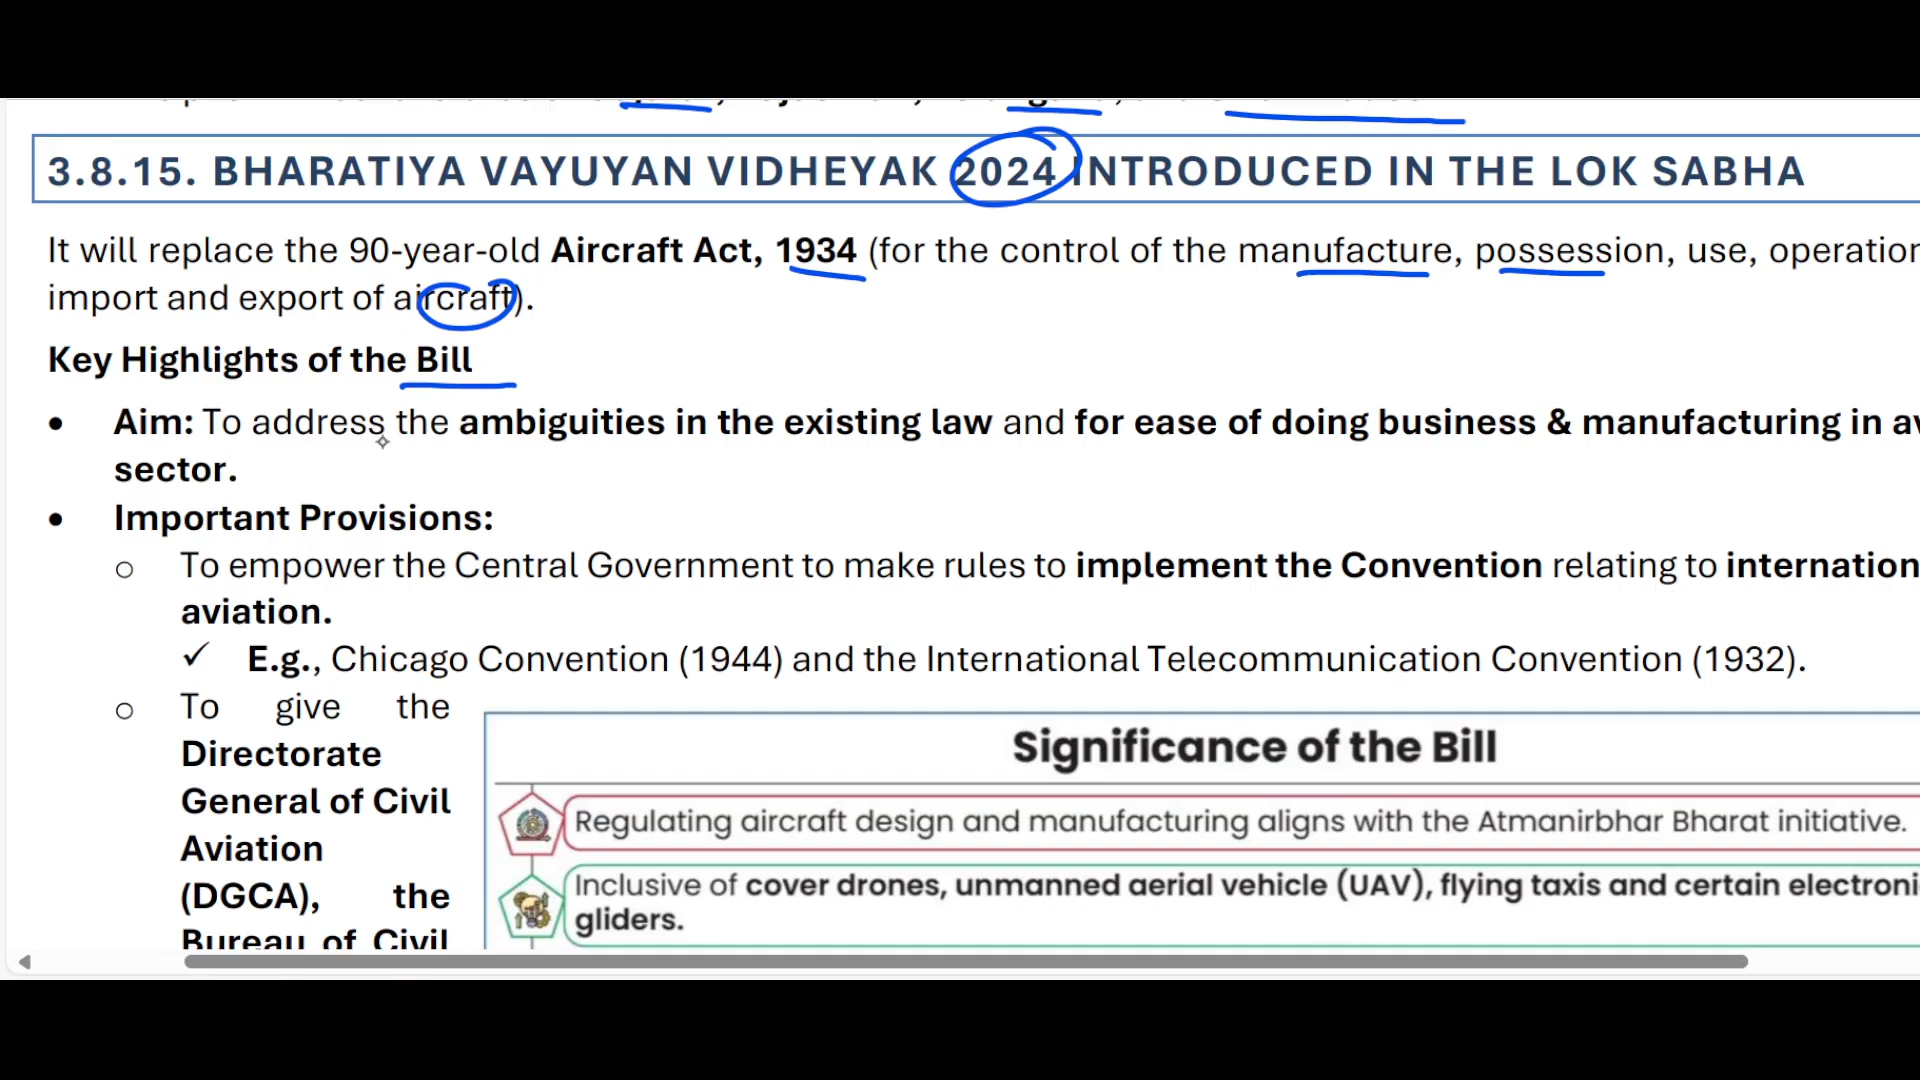 3.8.15. BHARATIYA VAYUYAN VIDHEYAK 2024 INTRODUCED IN THE LOK SABHA
It will replace the 90-year-old Aircraft Act, 1934 (for the control of the manufacture, possession, use, operation
import and export of aircraft).
Key Highlights of the Bill
• Aim: To address the ambiguities in the existing law and for ease of doing business & manufacturing in av
sector.
• Important Provisions:
o To empower the Central Government to make rules to implement the Convention relating to internation
aviation.
✓ E.g., Chicago Convention (1944) and the International Telecommunication Convention (1932).
o To give the
Directorate
General of Civil
Aviation
(DGCA), the
Bureau of Civil
Significance of the Bill
Regulating aircraft design and manufacturing aligns with the Atmanirbhar Bharat initiative.
Inclusive of cover drones, unmanned aerial vehicle (UAV), flying taxis and certain electroni
gliders.